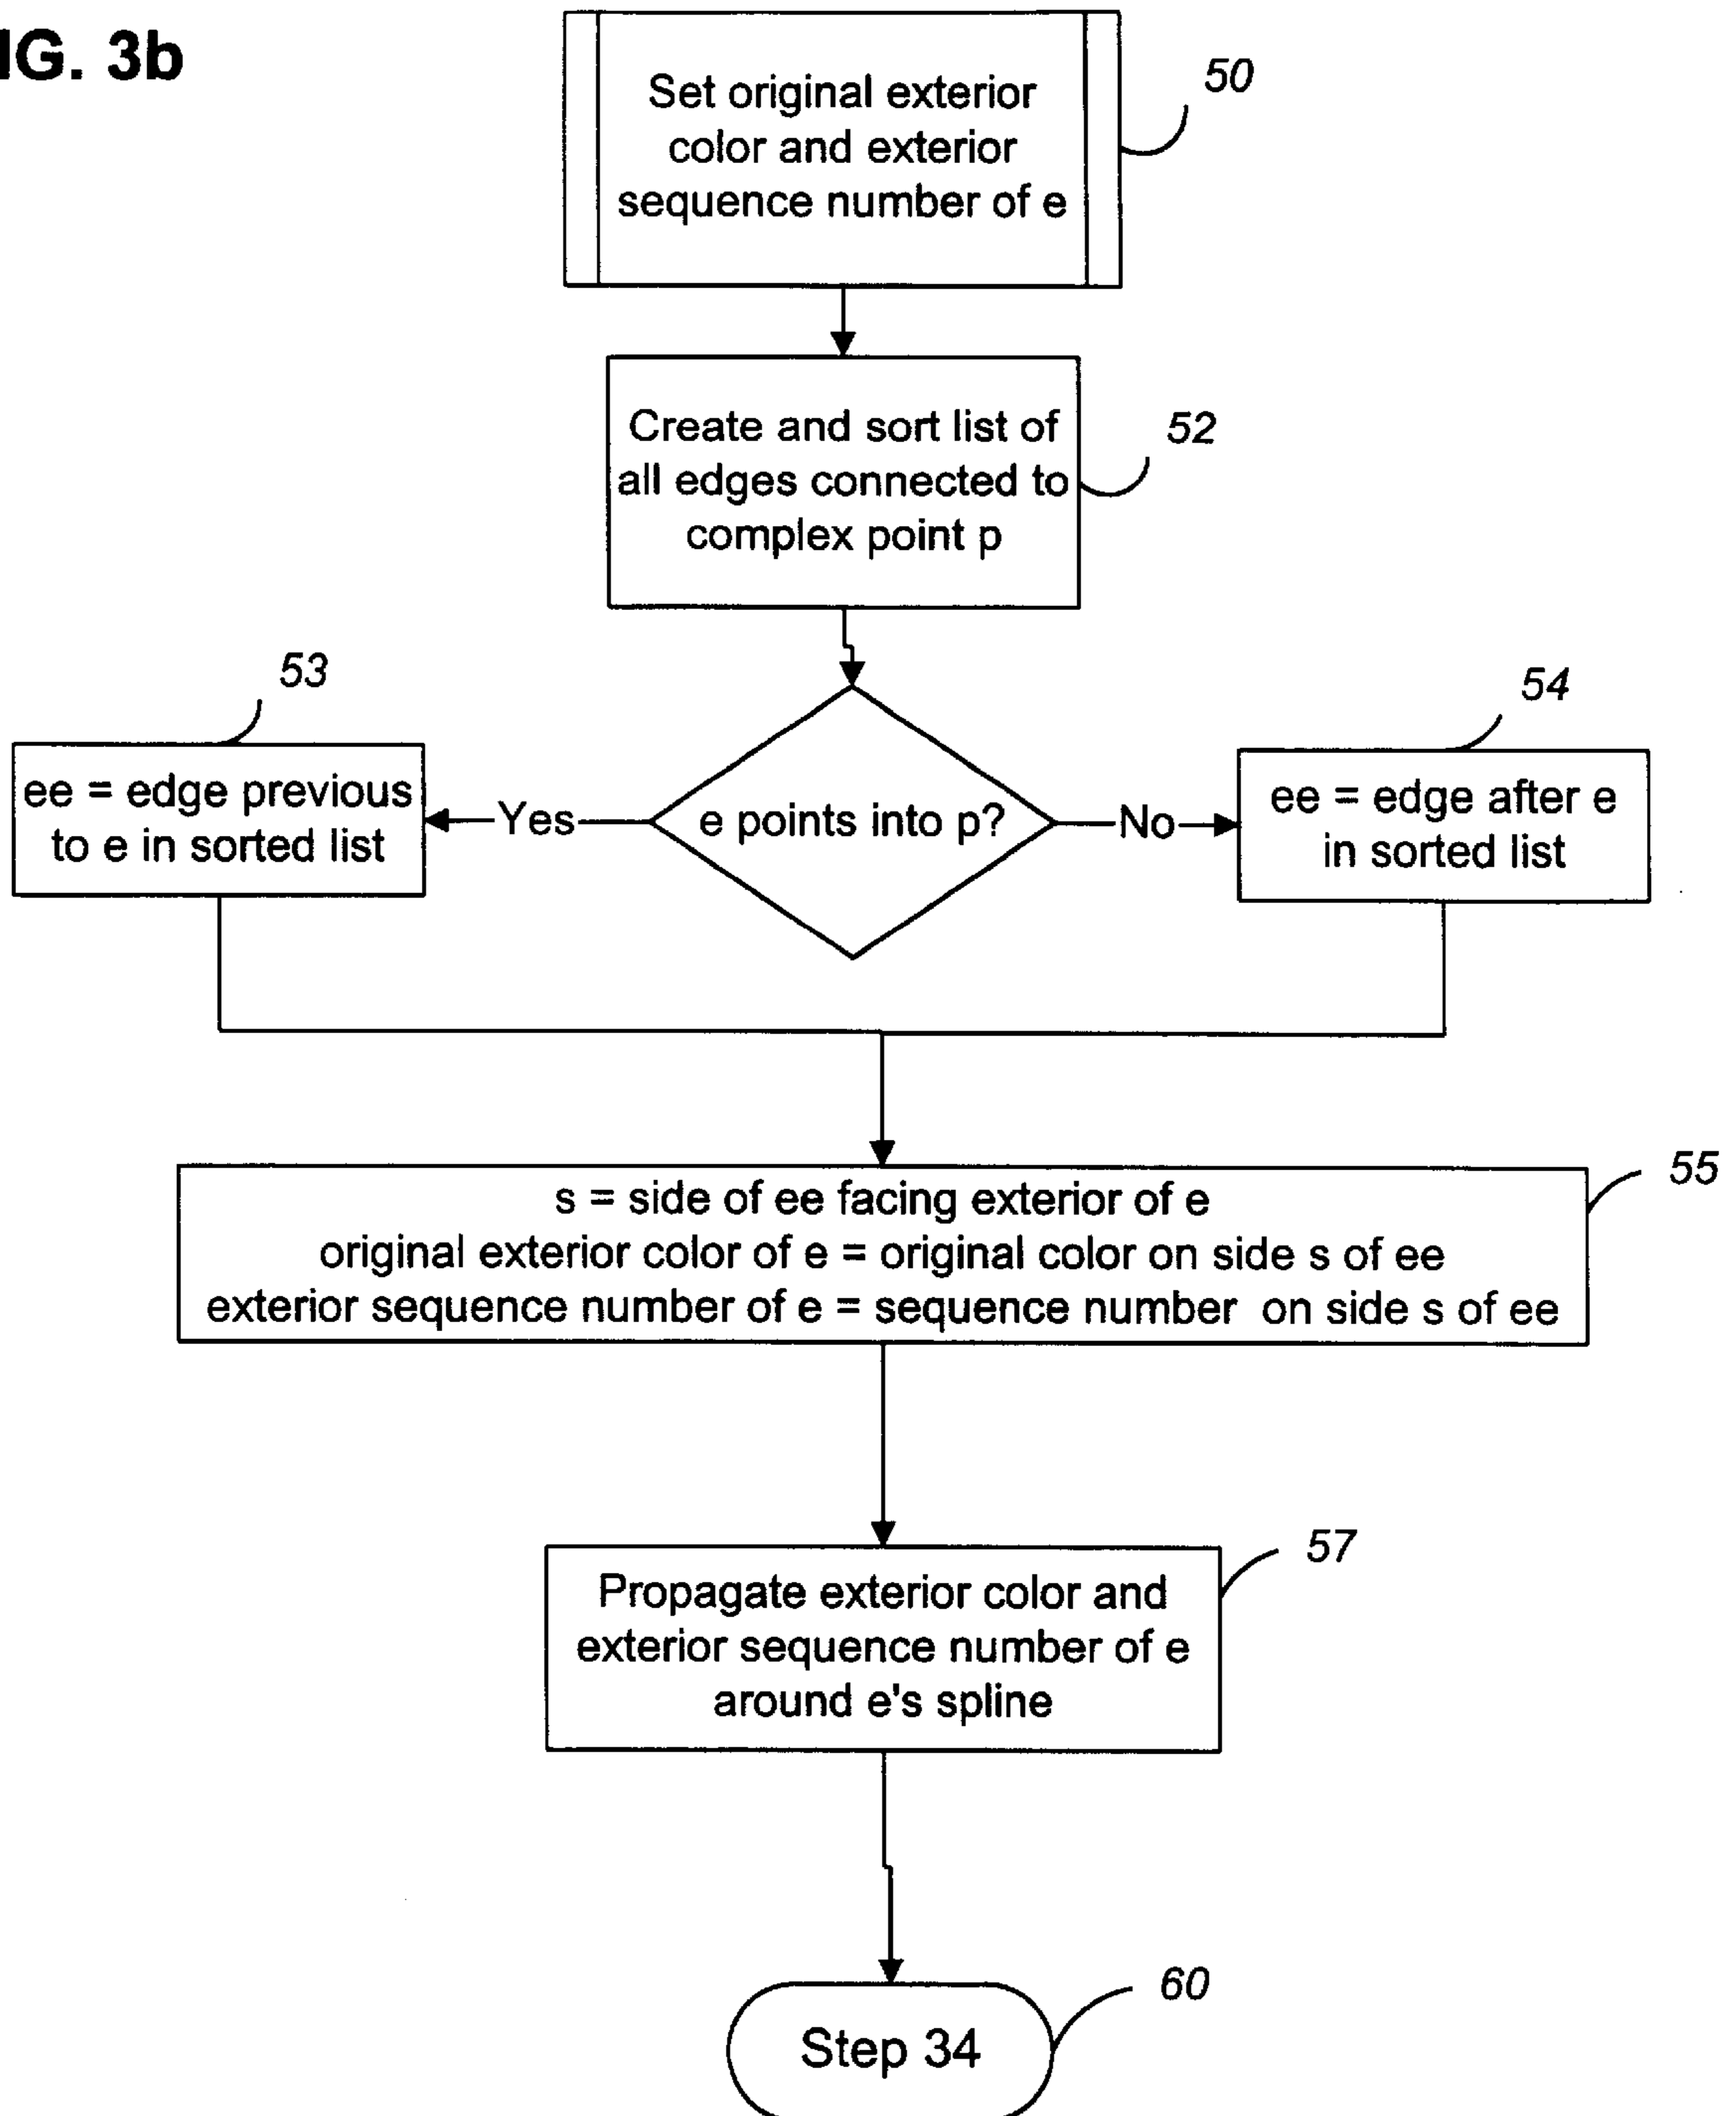 IG. 3b
50
Set original exterior
color and exterior
sequence number of e
52
Create and sort list of
all edges connected to
complex point p
53
54
ee = edge previous
to e in sorted list
Yes
e points into p?
No
ee = edge after e
in sorted list
55
s = side of ee facing exterior of e
original exterior color of e = original color on side s of ee
exterior sequence number of e = sequence number on side s of ee
57
Propagate exterior color and
exterior sequence number of e
around e's spline
60
Step 34